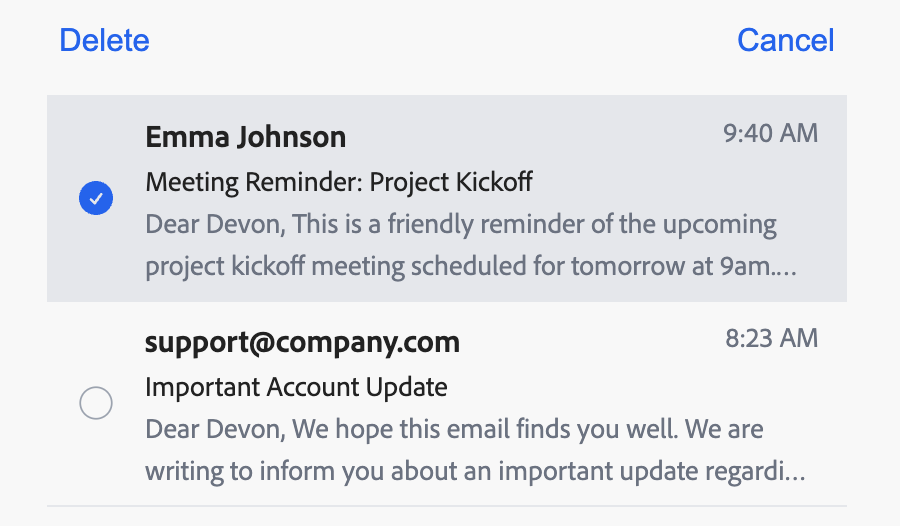 Delete Cancel
Emma Johnson 9:40 AM
Meeting Reminder: Project Kickoff
Dear Devon, This is a friendly reminder of the upcoming
project kickoff meeting scheduled for tomorrow at 9am....
support@company.com 8:23 AM
Important Account Update
Dear Devon, We hope this email finds you well. We are
writing to inform you about an important update regardi...